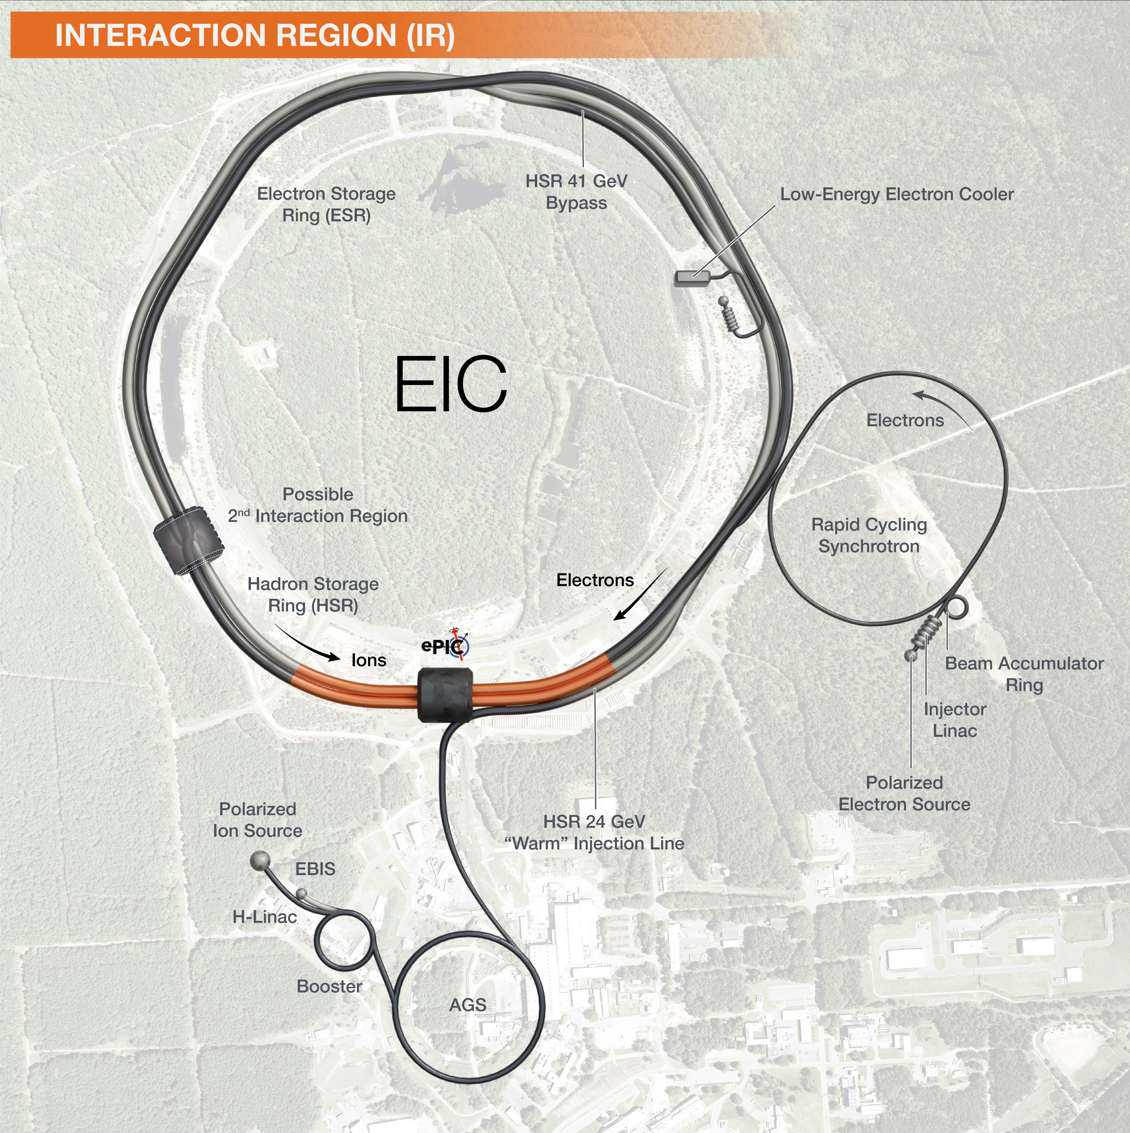 INTERACTION REGION (IR)
Electron Storage
Ring (ESR)
HSR 41 GeV
Bypass
Low-Energy Electron Cooler
EIC
Electrons
Possible
2nd Interaction Region
Rapid Cycling
Synchrotron
Hadron Storage
Ring (HSR)
Electrons
Ions
ePIC
Beam Accumulator
Ring
Injector
Linac
Polarized
Electron Source
Polarized
Ion Source
HSR 24 GeV
“Warm” Injection Line
EBIS
H-Linac
Booster
AGS